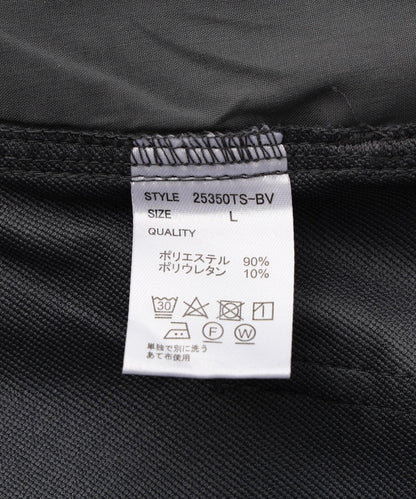 STYLE 25350TS-BV
SIZE L
QUALITY
ポリエステル 90%
ポリウレタン 10%
30
F W
単独で別に洗う
あて布使用